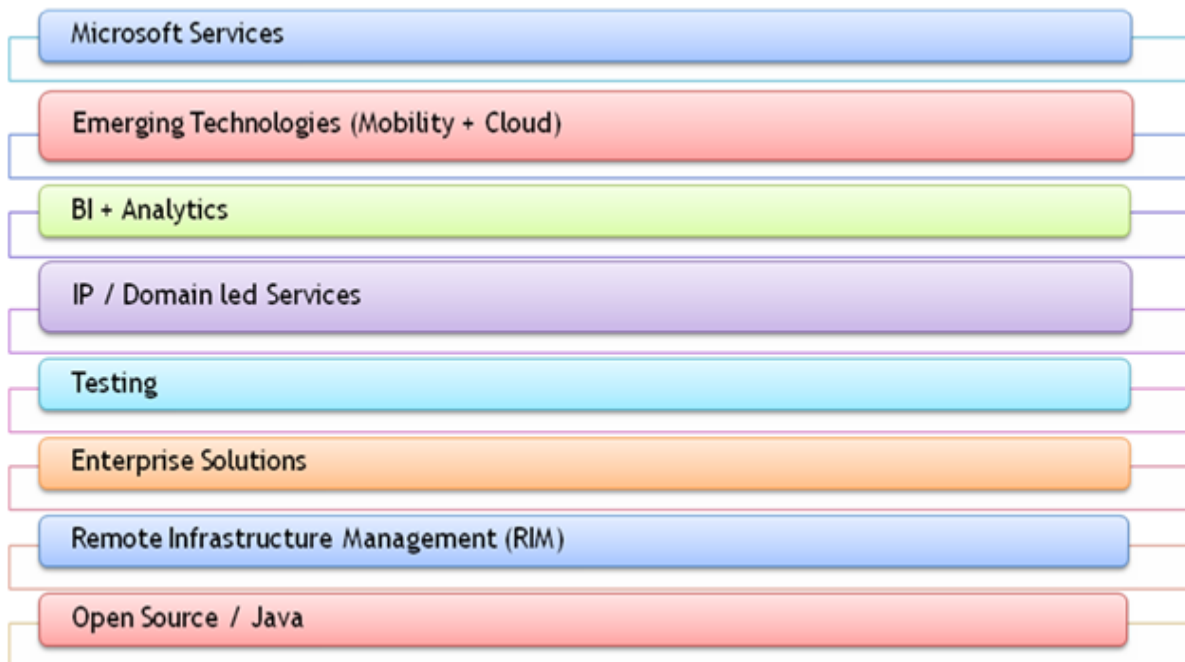 Microsoft Services
Emerging Technologies (Mobility + Cloud)
BI + Analytics
IP / Domain led Services
Testing
Enterprise Solutions
Remote Infrastructure Management (RIM)
Open Source / Java